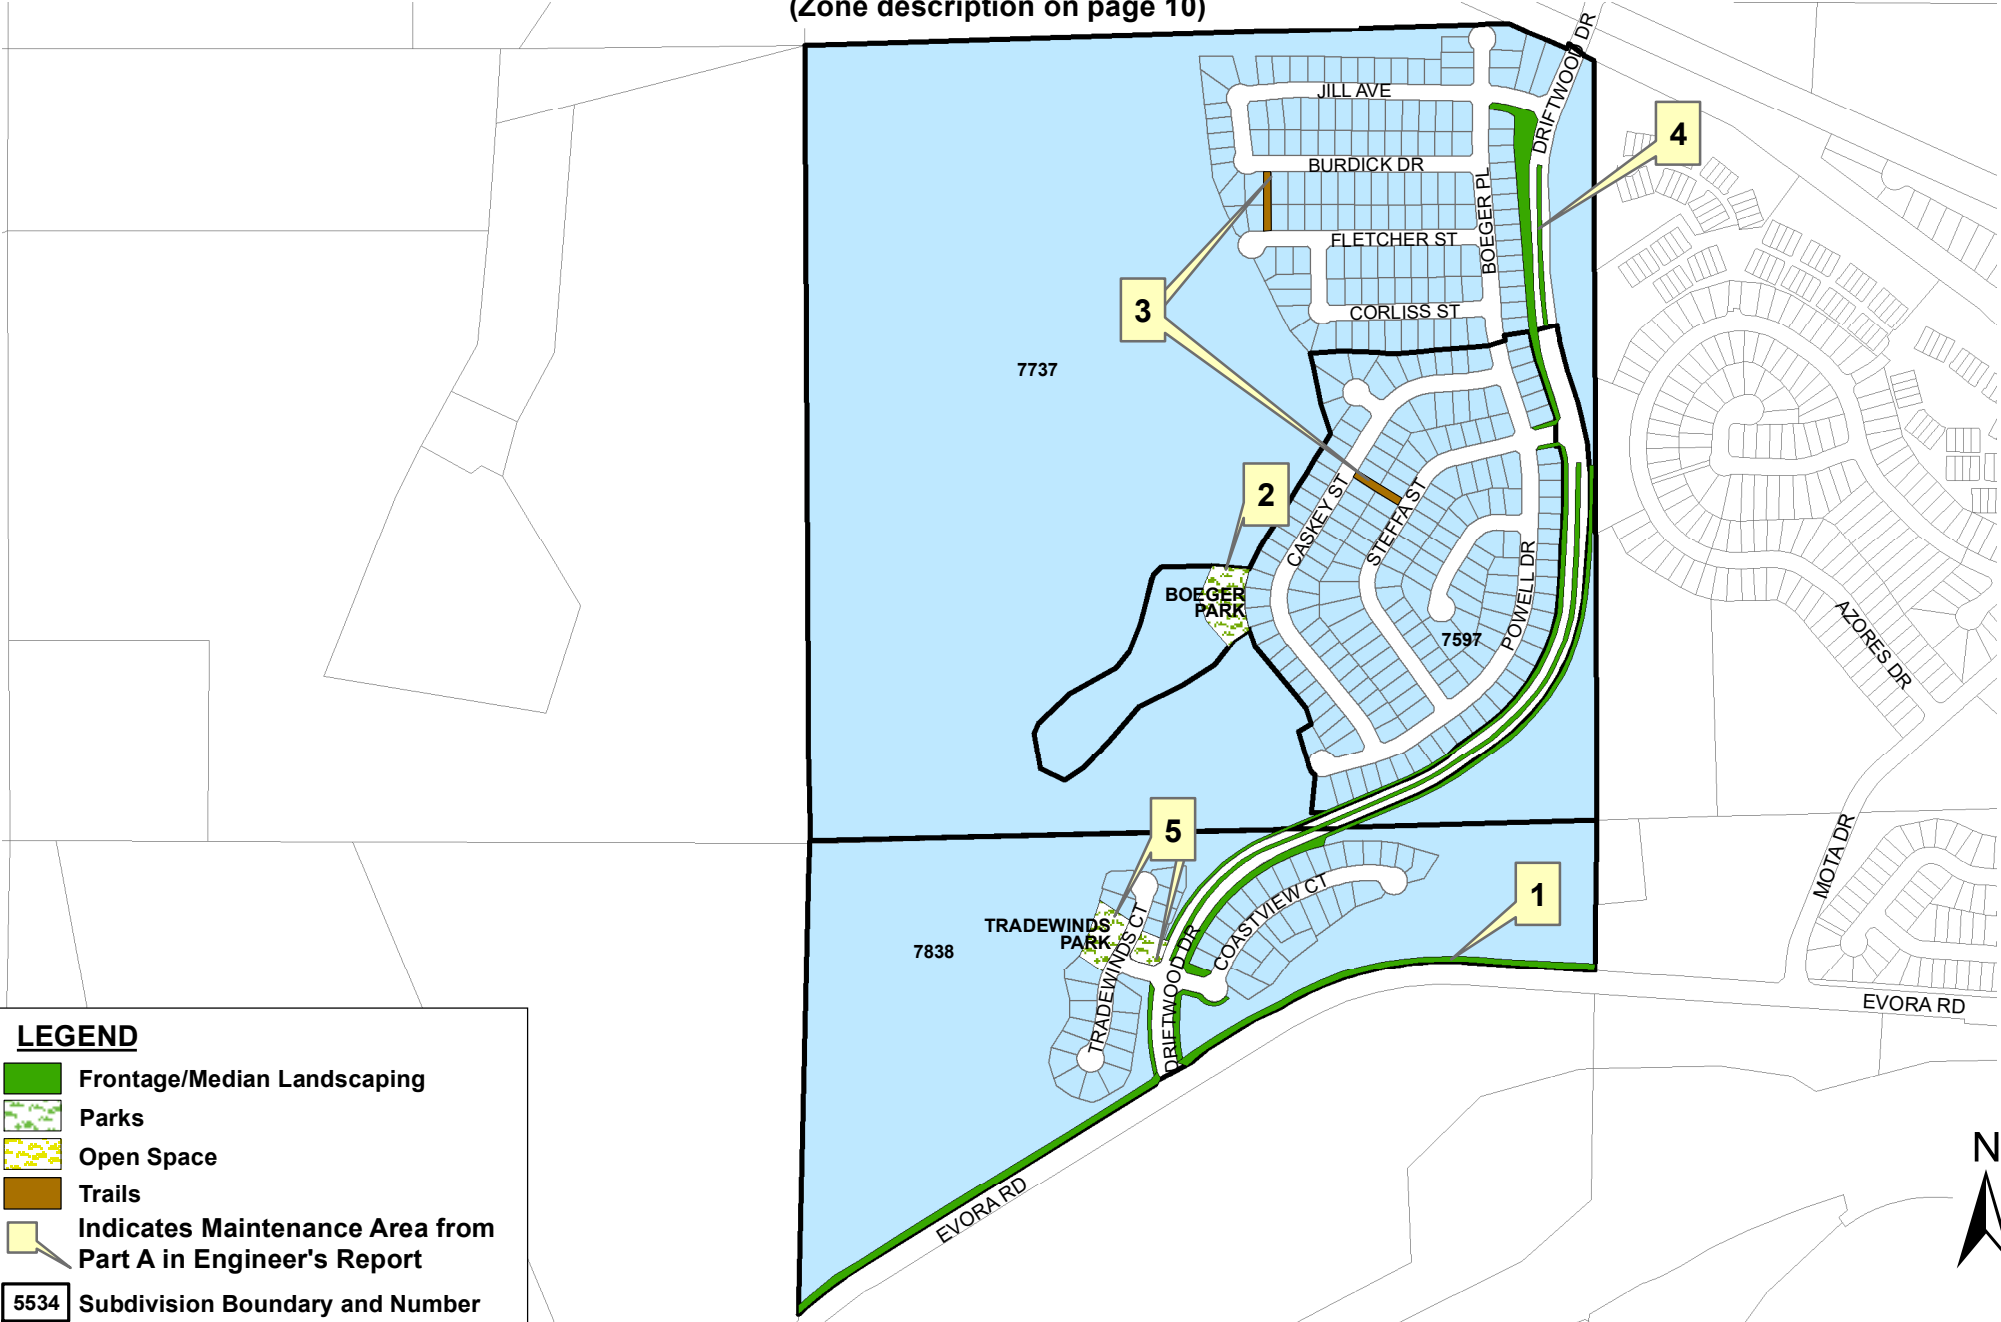 (Zone description on page 10)
DRIFTWOOD DR
JILL AVE
4
BURDICK DR
BOEGER PL
FLETCHER ST
3
CORLISS ST
7737
2
CASKEY ST
STEFFA ST
BOEGER
PARK
POWELL DR
7597
AZORES DR
5
MOTA DR
COASTVIEW CT
1
TRADEWINDS
PARK
TRADEWINDS CT
7838
DRIFTWOOD DR
EVORA RD
EVORA RD
LEGEND
Frontage/Median Landscaping
Parks
Open Space
Trails
Indicates Maintenance Area from
Part A in Engineer's Report
5534 Subdivision Boundary and Number
N